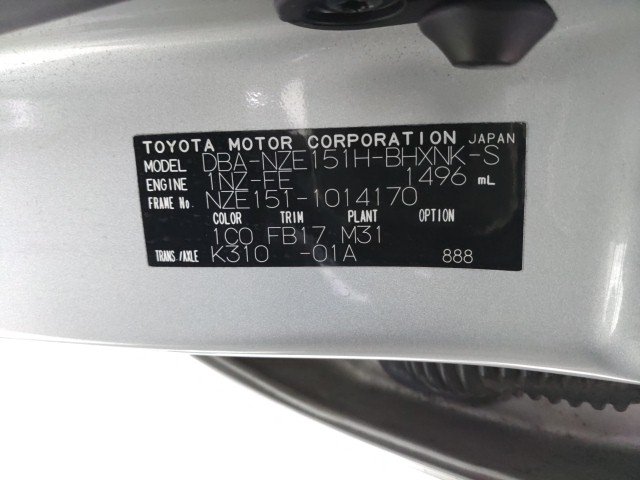 TOYOTA MOTOR CORPORATION JAPAN
MODEL DBA-NZE151H-BHXNK-S
ENGINE 1NZ-FE 1496 mL
FRAME No. NZE151-1014170
COLOR TRIM PLANT OPTION
1C0 FB17 M31
TRANS./AXLE K310 -01A 888